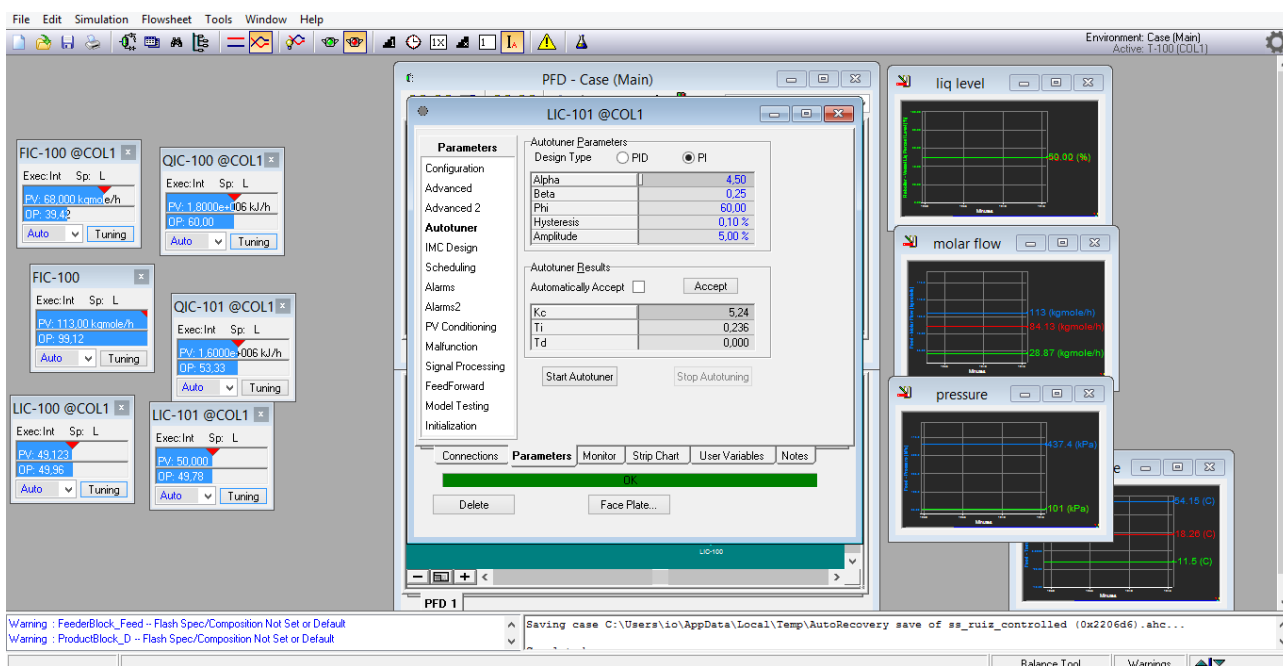 File Edit Simulation Flowsheet Tools Window Help
Environment: Case (Main)
Active: T-100 (COL1)
FIC-100 @COL1
Exec:Int Sp: L
PV: 68,000 kgmole/h
OP: 39,42
Auto Tuning
QIC-100 @COL1
Exec:Int Sp: L
PV: 1,8000e+006 kJ/h
OP: 60,00
Auto Tuning
FIC-100
Exec:Int Sp: L
PV: 113,00 kgmole/h
OP: 99,12
Auto Tuning
QIC-101 @COL1
Exec:Int Sp: L
PV: 1,6000e+006 kJ/h
OP: 53,33
Auto Tuning
LIC-100 @COL1
Exec:Int Sp: L
PV: 49,123
OP: 49,96
Auto Tuning
LIC-101 @COL1
Exec:Int Sp: L
PV: 50,000
OP: 49,78
Auto Tuning
PFD - Case (Main)
LIC-101 @COL1
Parameters
Configuration
Advanced
Advanced 2
Autotuner
IMC Design
Scheduling
Alarms
Alarms2
PV Conditioning
Malfunction
Signal Processing
FeedForward
Model Testing
Initialization
Autotuner Parameters
Design Type PID PI
Alpha 4,50
Beta 0,25
Phi 60,00
Hysteresis 0,10 %
Amplitude 5,00 %
Autotuner Results
Automatically Accept Accept
Kc 5,24
Ti 0,236
Td 0,000
Start Autotuner Stop Autotuning
Connections Parameters Monitor Strip Chart User Variables Notes
OK
Delete Face Plate...
LIC-100
PFD 1
liq level
50.00 (%)
Minutes
molar flow
113 (kgmole/h)
84.13 (kgmole/h)
28.87 (kgmole/h)
Minutes
pressure
437.4 (kPa)
101 (kPa)
Minutes
e
54.15 (C)
18.26 (C)
-11.5 (C)
Minutes
Warning : FeederBlock_Feed -- Flash Spec/Composition Not Set or Default
Warning : ProductBlock_D -- Flash Spec/Composition Not Set or Default
Saving case C:\Users\io\AppData\Local\Temp\AutoRecovery save of ss_ruiz_controlled (0x2206d6).ahc...
Balance Tool Warnings